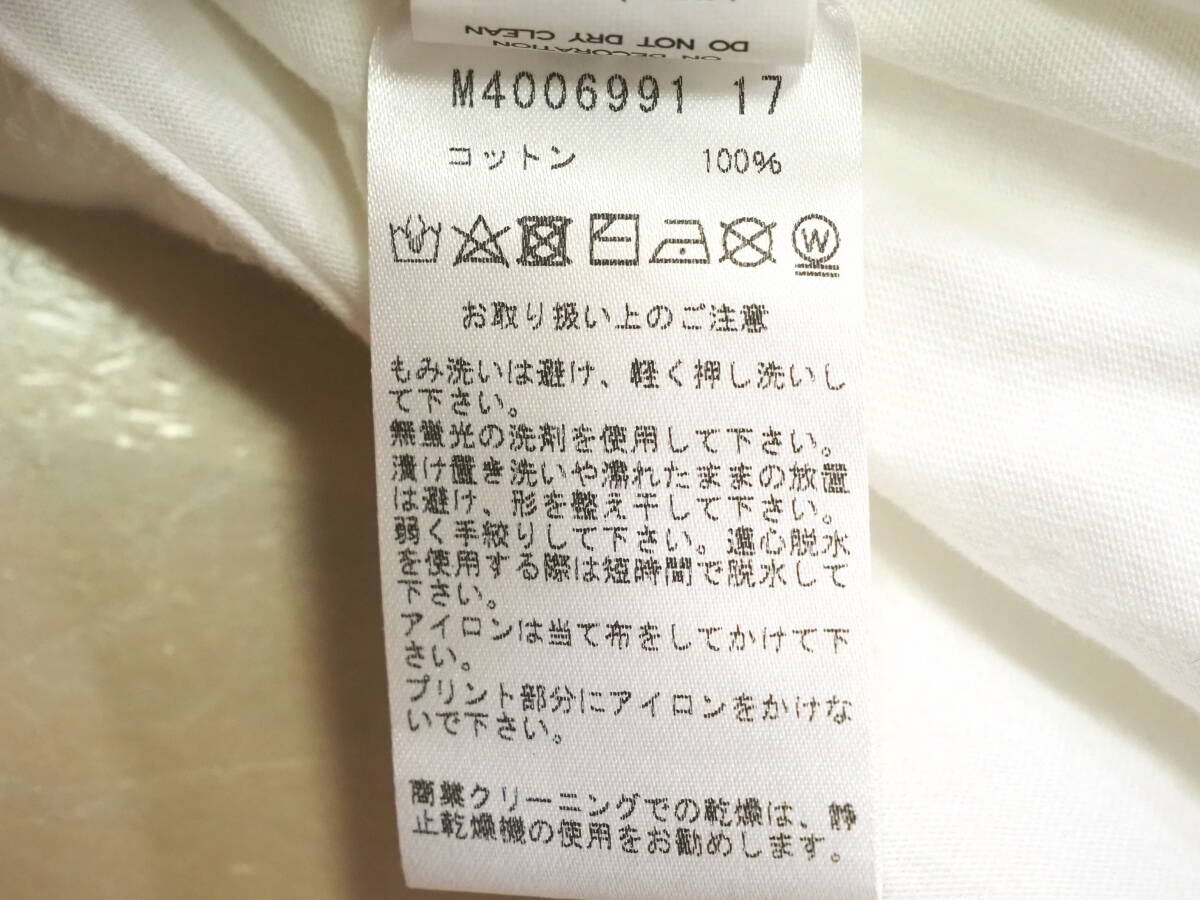 DO NOT DRY CLEAN
ON DECORATION
M4006991 17
コットン 100%
W
お取り扱い上のご注意
もみ洗いは避け、軽く押し洗いし
て下さい。
無蛍光の洗剤を使用して下さい。
漬け置き洗いや濡れたままの放置
は避け、形を整え干して下さい。
弱く手絞りして下さい。遠心脱水
を使用する際は短時間で脱水して
下さい。
アイロンは当て布をしてかけて下
さい。
プリント部分にアイロンをかけな
いで下さい。
商業クリーニングでの乾燥は、静
止乾燥機の使用をお勧めします。